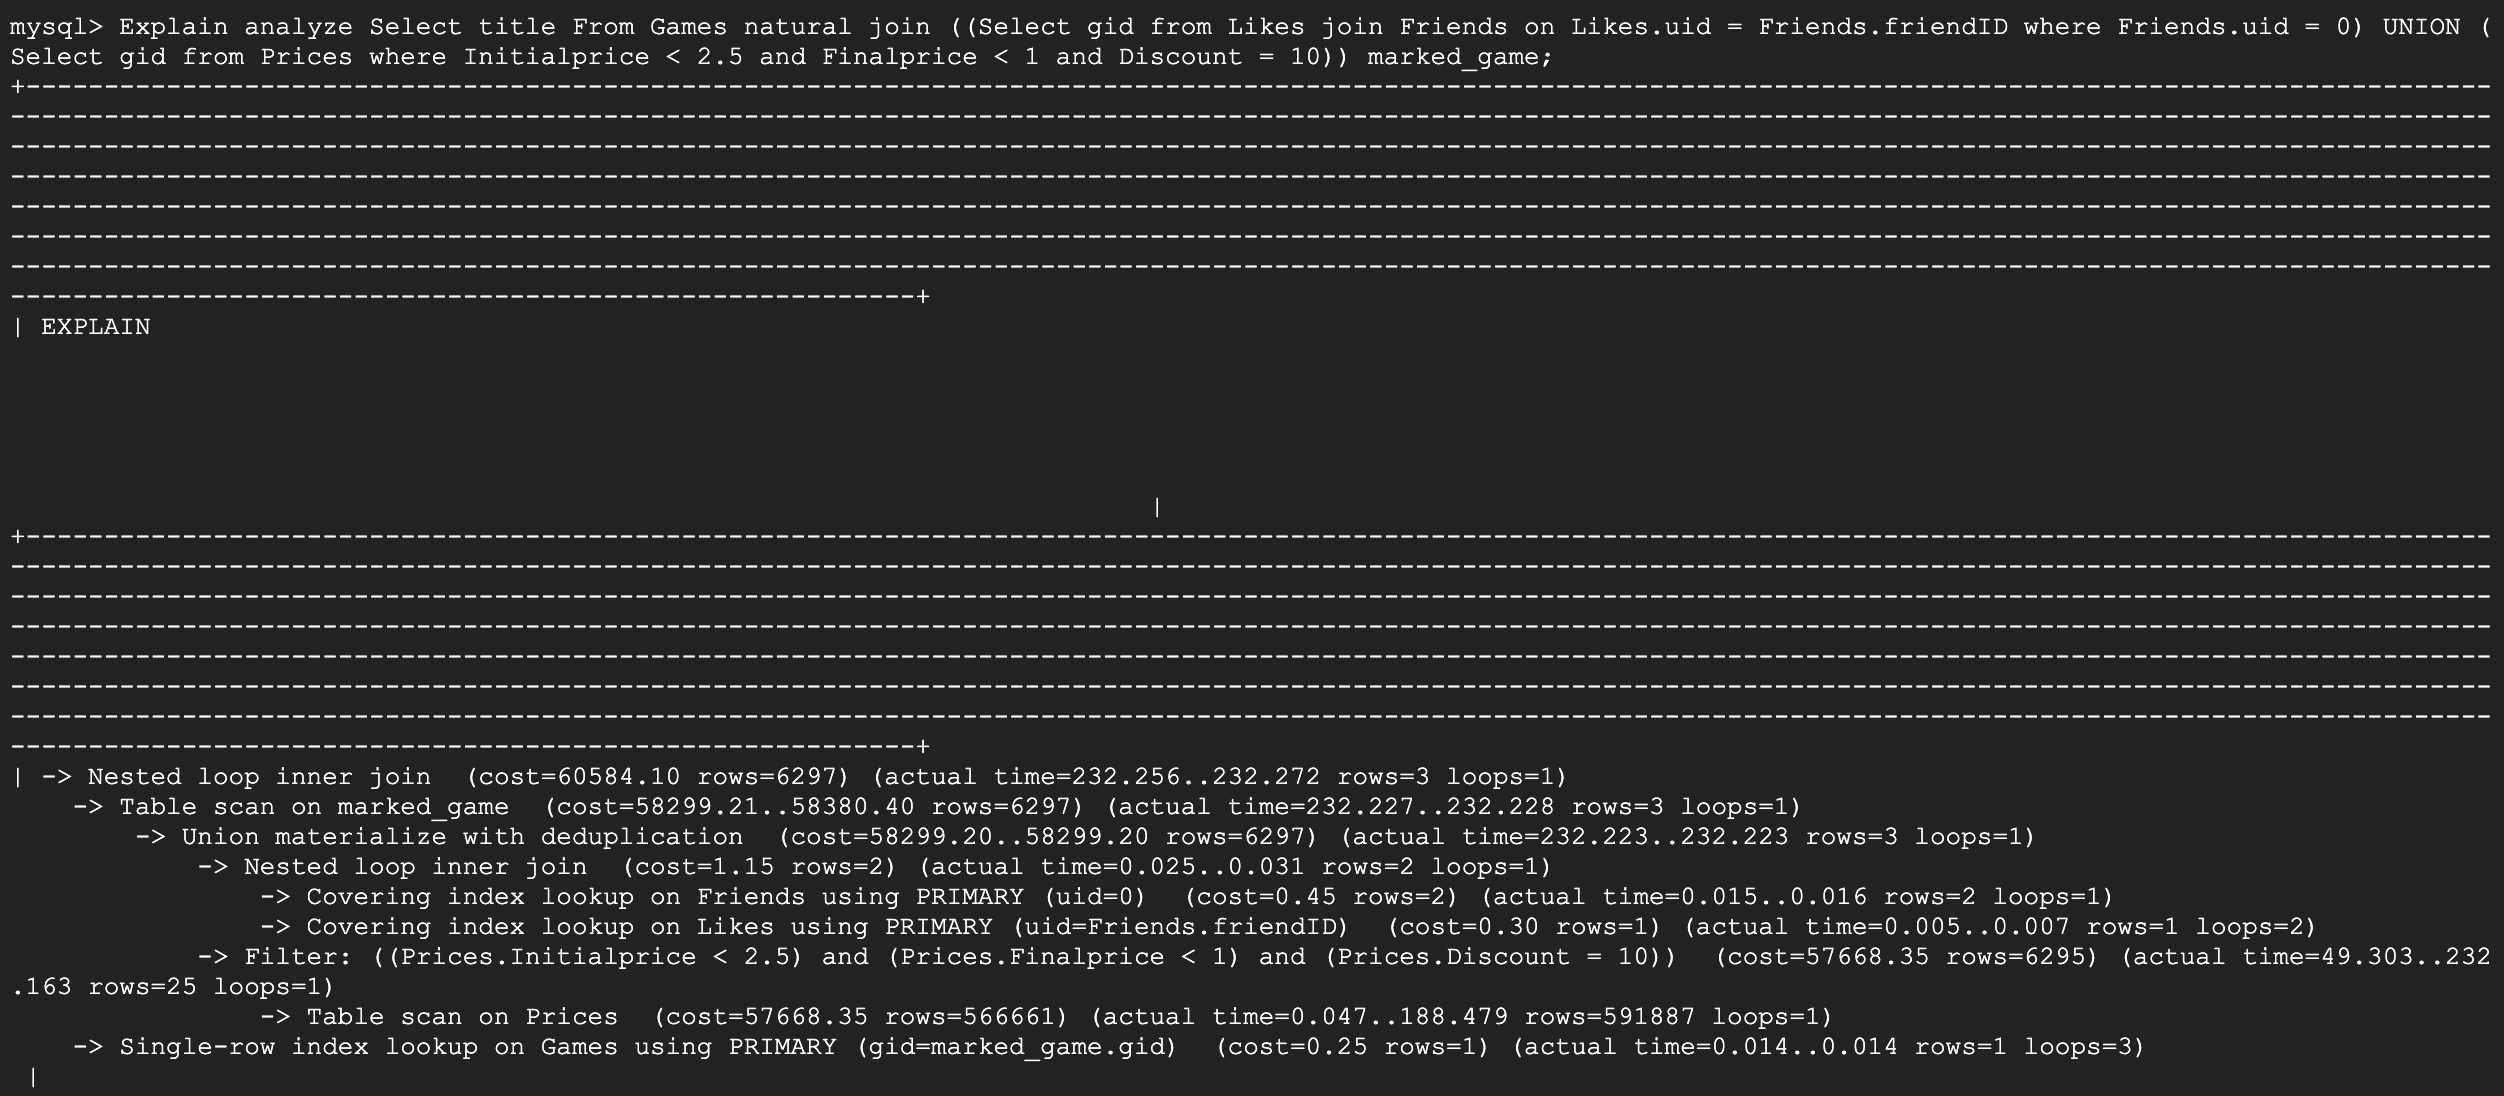 mysql> Explain analyze Select title From Games natural join ((Select gid from Likes join Friends on Likes.uid = Friends.friendID where Friends.uid = 0) UNION (
Select gid from Prices where Initialprice < 2.5 and Finalprice < 1 and Discount = 10)) marked_game;
+--------------------------------------------------------------------------------------------------------------------------------------------------------------
---------------------------------------------------------------------------------------------------------------------------------------------------------------
---------------------------------------------------------------------------------------------------------------------------------------------------------------
---------------------------------------------------------------------------------------------------------------------------------------------------------------
---------------------------------------------------------------------------------------------------------------------------------------------------------------
---------------------------------------------------------------------------------------------------------------------------------------------------------------
---------------------------------------------------------------------------------------------------------------------------------------------------------------
----------------------------------------------------------+
| EXPLAIN
|
+--------------------------------------------------------------------------------------------------------------------------------------------------------------
---------------------------------------------------------------------------------------------------------------------------------------------------------------
---------------------------------------------------------------------------------------------------------------------------------------------------------------
---------------------------------------------------------------------------------------------------------------------------------------------------------------
---------------------------------------------------------------------------------------------------------------------------------------------------------------
---------------------------------------------------------------------------------------------------------------------------------------------------------------
---------------------------------------------------------------------------------------------------------------------------------------------------------------
----------------------------------------------------------+
| -> Nested loop inner join  (cost=60584.10 rows=6297) (actual time=232.256..232.272 rows=3 loops=1)
    -> Table scan on marked_game  (cost=58299.21..58380.40 rows=6297) (actual time=232.227..232.228 rows=3 loops=1)
        -> Union materialize with deduplication  (cost=58299.20..58299.20 rows=6297) (actual time=232.223..232.223 rows=3 loops=1)
            -> Nested loop inner join  (cost=1.15 rows=2) (actual time=0.025..0.031 rows=2 loops=1)
                -> Covering index lookup on Friends using PRIMARY (uid=0)  (cost=0.45 rows=2) (actual time=0.015..0.016 rows=2 loops=1)
                -> Covering index lookup on Likes using PRIMARY (uid=Friends.friendID)  (cost=0.30 rows=1) (actual time=0.005..0.007 rows=1 loops=2)
            -> Filter: ((Prices.Initialprice < 2.5) and (Prices.Finalprice < 1) and (Prices.Discount = 10))  (cost=57668.35 rows=6295) (actual time=49.303..232
.163 rows=25 loops=1)
                -> Table scan on Prices  (cost=57668.35 rows=566661) (actual time=0.047..188.479 rows=591887 loops=1)
    -> Single-row index lookup on Games using PRIMARY (gid=marked_game.gid)  (cost=0.25 rows=1) (actual time=0.014..0.014 rows=1 loops=3)
|